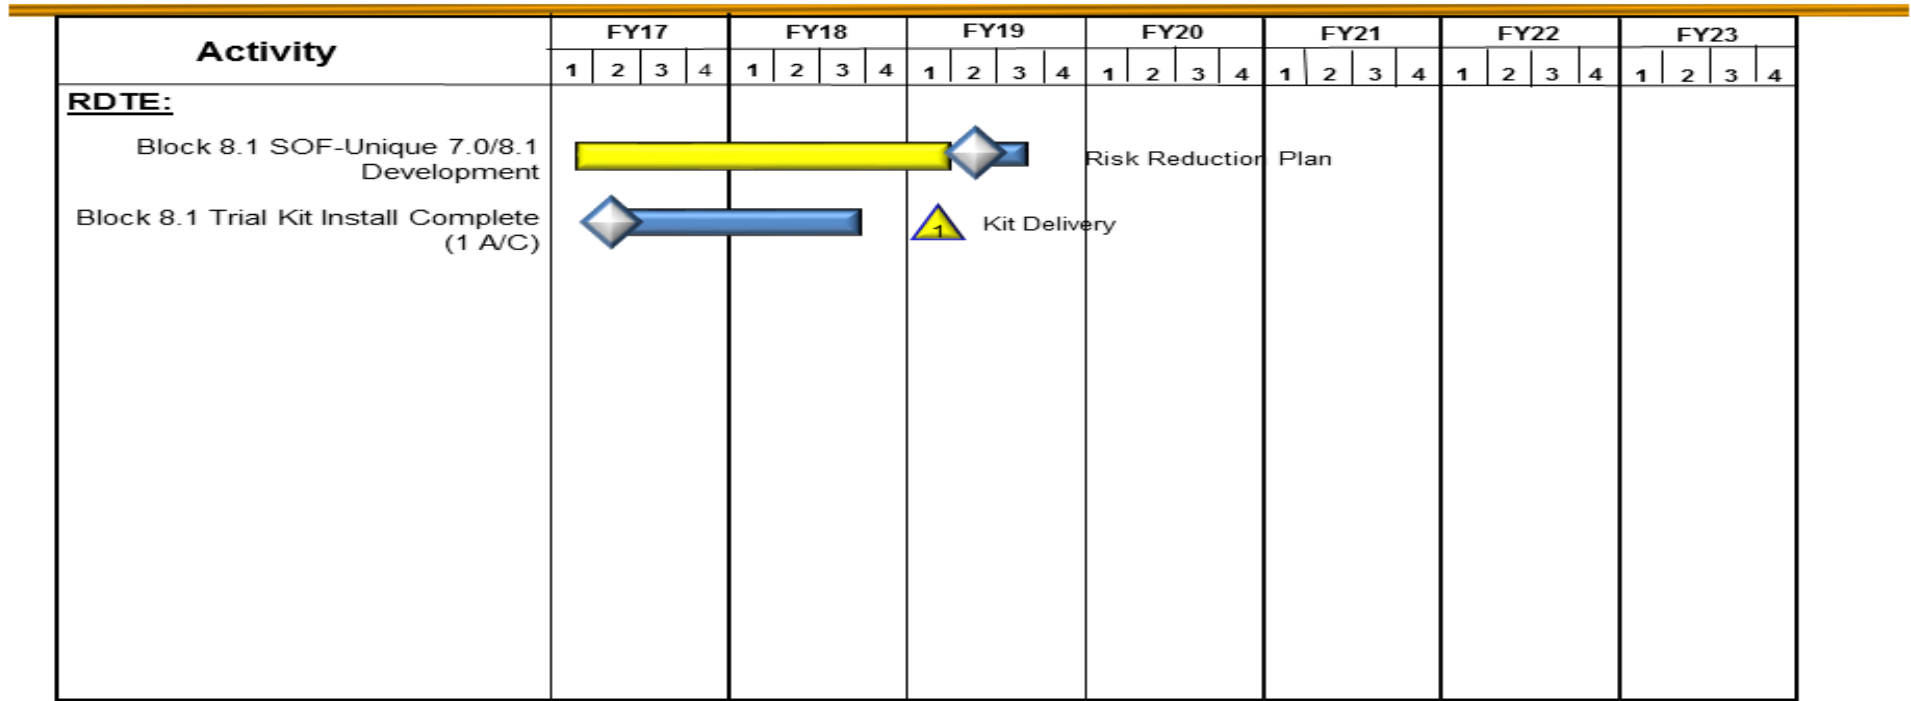 Activity
FY17 FY18 FY19 FY20 FY21 FY22 FY23
1 2 3 4 1 2 3 4 1 2 3 4 1 2 3 4 1 2 3 4 1 2 3 4 1 2 3 4
RDTE:
Block 8.1 SOF-Unique 7.0/8.1
Development
Risk Reduction Plan
Block 8.1 Trial Kit Install Complete
(1 A/C)
1
Kit Delivery